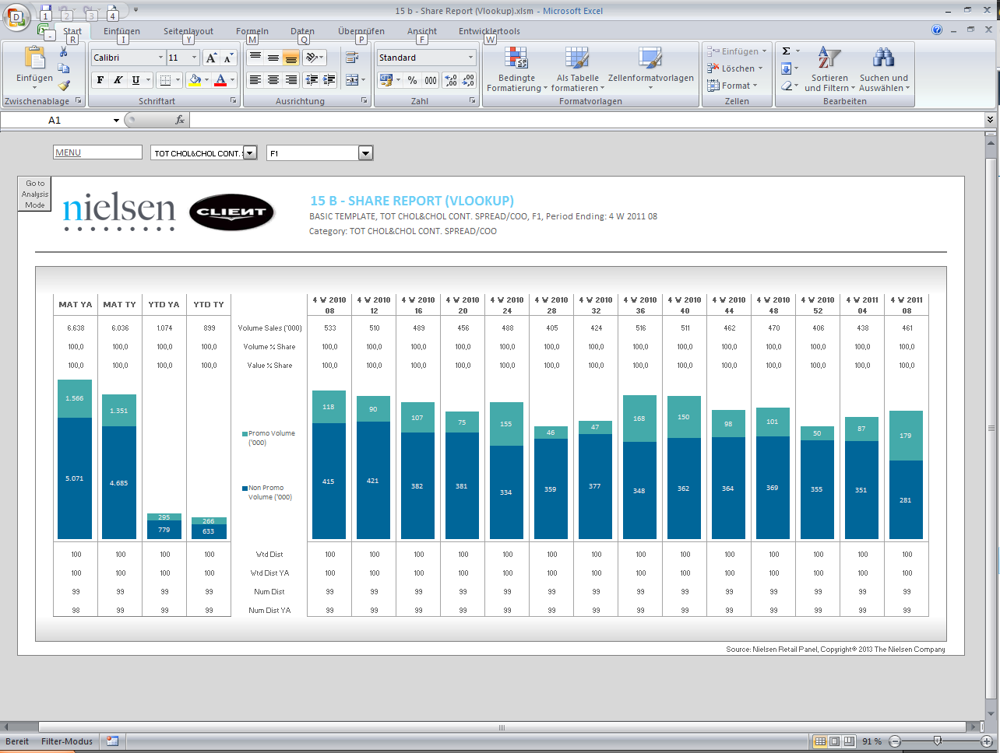 15 b - Share Report (Vlookup).xlsm - Microsoft Excel
D 1 2 3 4
Start Einfügen Seitenlayout Formeln Daten Überprüfen Ansicht Entwicklertools
- R I Y M Q P F W
Calibri 11 Standard Einfügen
Einfügen Bedingte Formatierung Als Tabelle formatieren Zellenformatvorlagen Löschen Sortieren und Filtern Suchen und Auswählen
F K U A % 000 Format
Zwischenablage Schriftart Ausrichtung Zahl Formatvorlagen Zellen Bearbeiten
A1 fx
MENU TOT CHOL&CHOL CONT. F1
Go to
Analysis
Mode
nielsen CLIENT
15 B - SHARE REPORT (VLOOKUP)
BASIC TEMPLATE, TOT CHOL&CHOL CONT. SPREAD/COO, F1, Period Ending: 4 W 2011 08
Category: TOT CHOL&CHOL CONT. SPREAD/COO
MAT YA MAT TY YTD YA YTD TY 4 W 2010 08 4 W 2010 12 4 W 2010 16 4 W 2010 20 4 W 2010 24 4 W 2010 28 4 W 2010 32 4 W 2010 36 4 W 2010 40 4 W 2010 44 4 W 2010 48 4 W 2010 52 4 W 2011 04 4 W 2011 08
6.638 6.036 1.074 899 Volume Sales ('000) 533 510 489 456 488 405 424 516 511 462 470 406 438 461
100,0 100,0 100,0 100,0 Volume % Share 100,0 100,0 100,0 100,0 100,0 100,0 100,0 100,0 100,0 100,0 100,0 100,0 100,0 100,0
100,0 100,0 100,0 100,0 Value % Share 100,0 100,0 100,0 100,0 100,0 100,0 100,0 100,0 100,0 100,0 100,0 100,0 100,0 100,0
1.566 1.351 295 266 Promo Volume ('000) 118 90 107 75 155 46 47 168 150 98 101 50 87 179
5.071 4.685 779 633 Non Promo Volume ('000) 415 421 382 381 334 359 377 348 362 364 369 355 351 281
100 100 100 100 Wtd Dist 100 100 100 100 100 100 100 100 100 100 100 100 100 100
100 100 100 100 Wtd Dist YA 100 100 100 100 100 100 100 100 100 100 100 100 100 100
99 99 99 99 Num Dist 99 99 99 99 99 99 99 99 99 99 99 99 99 99
98 99 99 99 Num Dist YA 99 99 99 99 99 99 99 99 99 99 99 99 99 99
Source: Nielsen Retail Panel, Copyright® 2013 The Nielsen Company
Bereit Filter-Modus 91 %